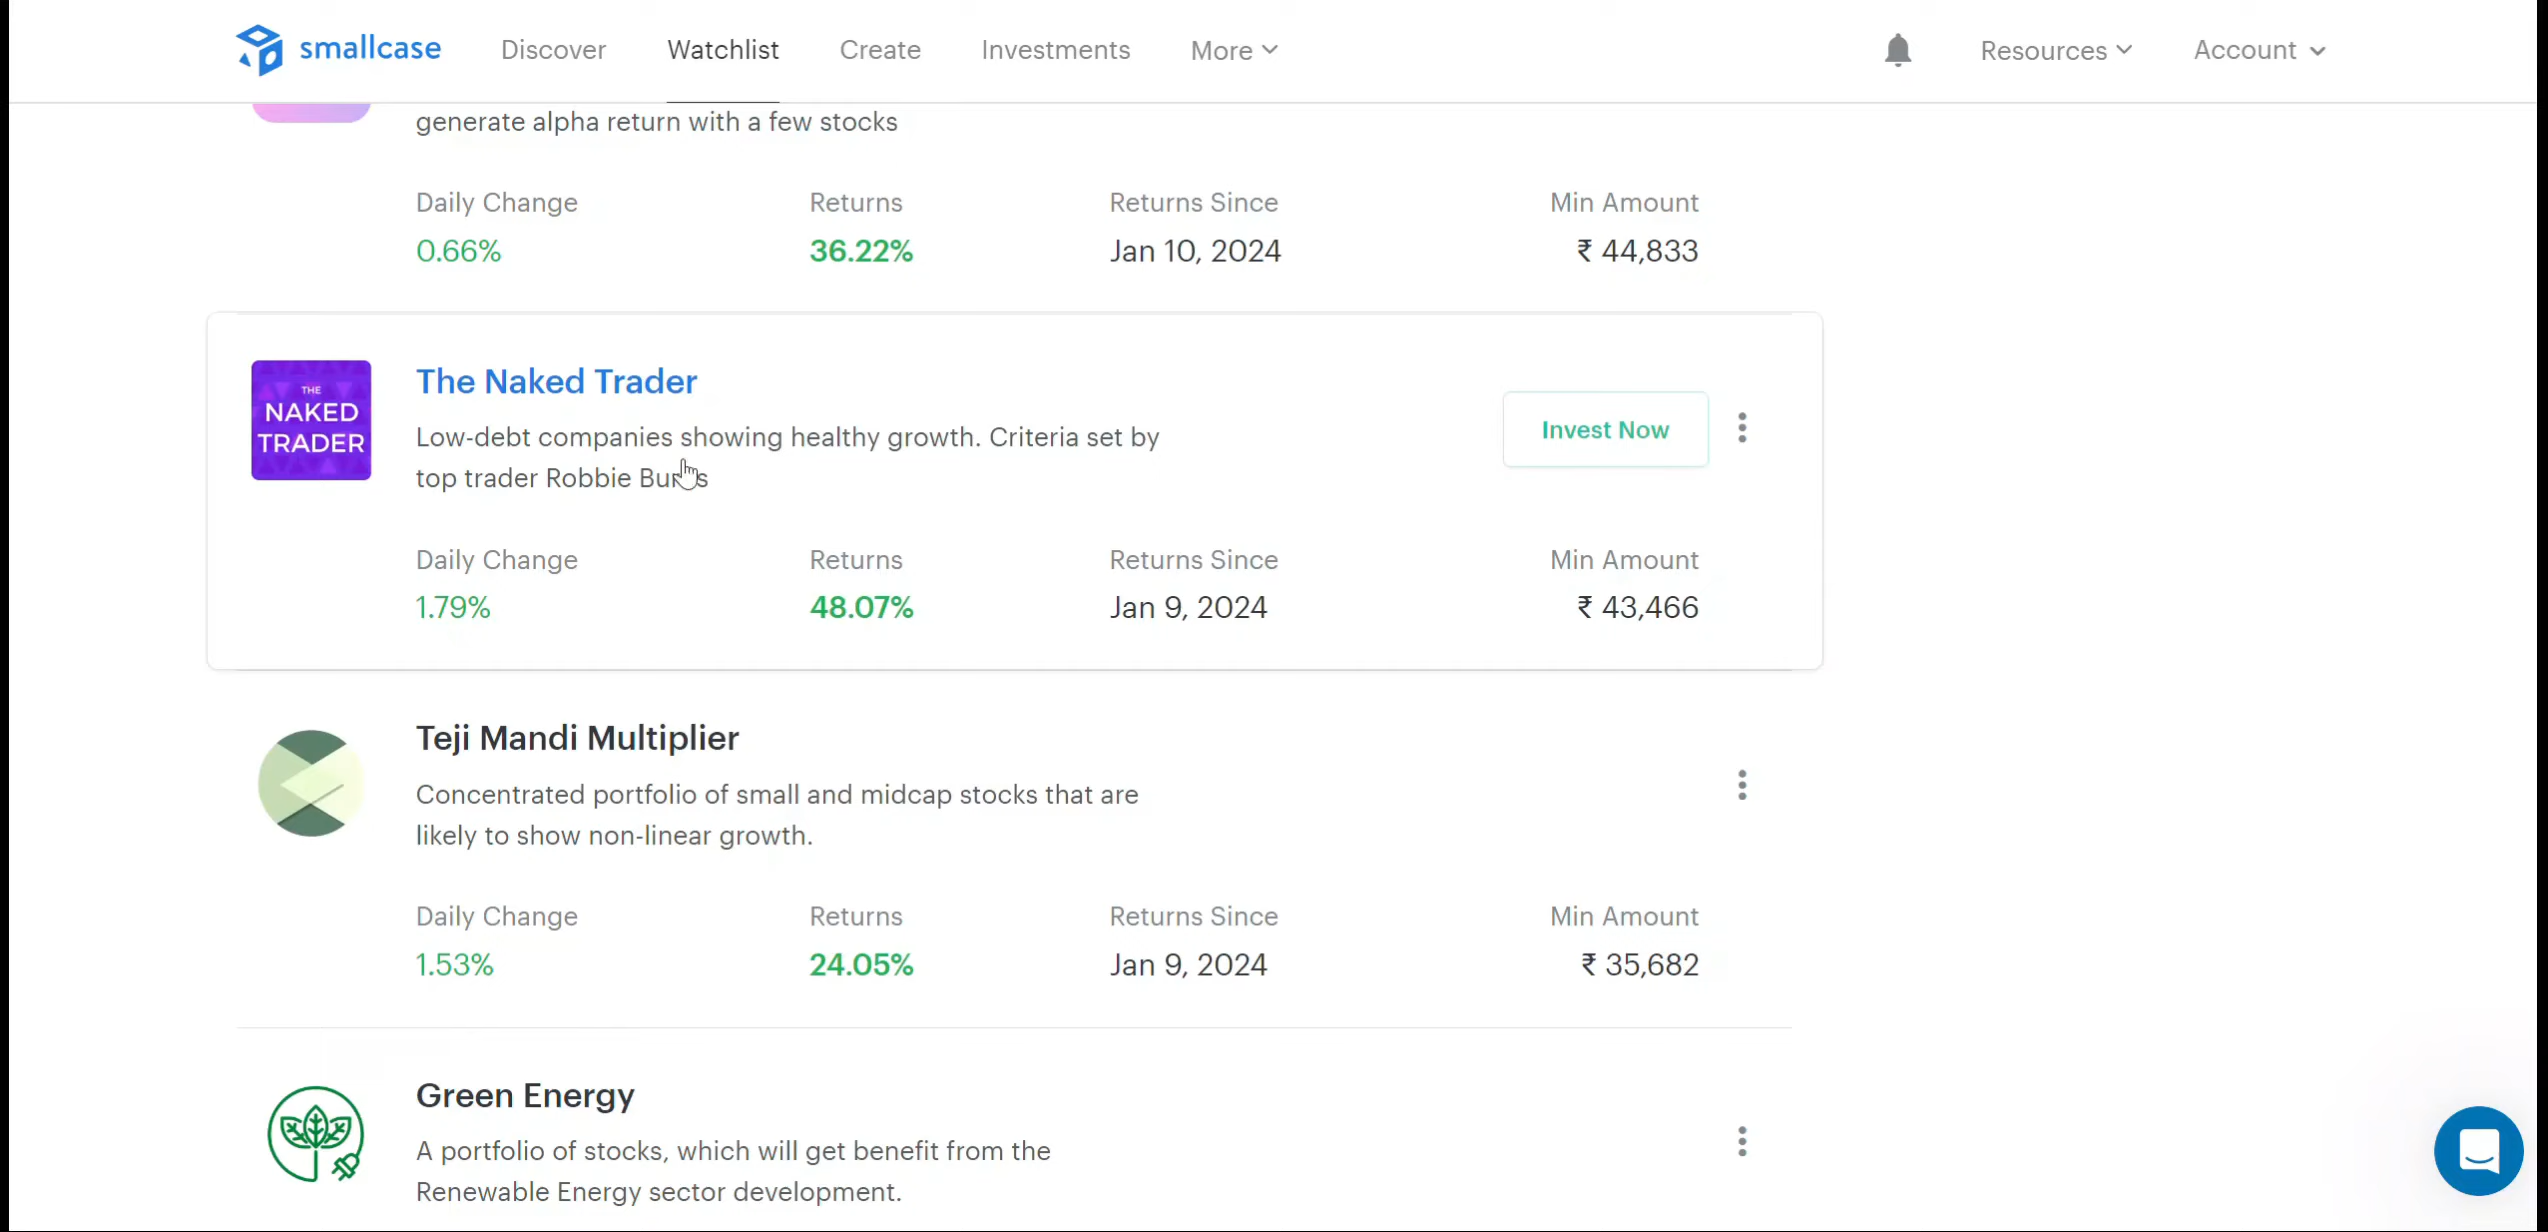 smallcase Discover Watchlist Create Investments More Resources Account
generate alpha return with a few stocks
Daily Change Returns Returns Since Min Amount
0.66% 36.22% Jan 10, 2024 ₹ 44,833
THE
NAKED
TRADER
The Naked Trader
Low-debt companies showing healthy growth. Criteria set by
top trader Robbie
Invest Now
Daily Change Returns Returns Since Min Amount
1.79% 48.07% Jan 9, 2024 ₹ 43,466
Teji Mandi Multiplier
Concentrated portfolio of small and midcap stocks that are
likely to show non-linear growth.
Daily Change Returns Returns Since Min Amount
1.53% 24.05% Jan 9, 2024 ₹ 35,682
Green Energy
A portfolio of stocks, which will get benefit from the
Renewable Energy sector development.